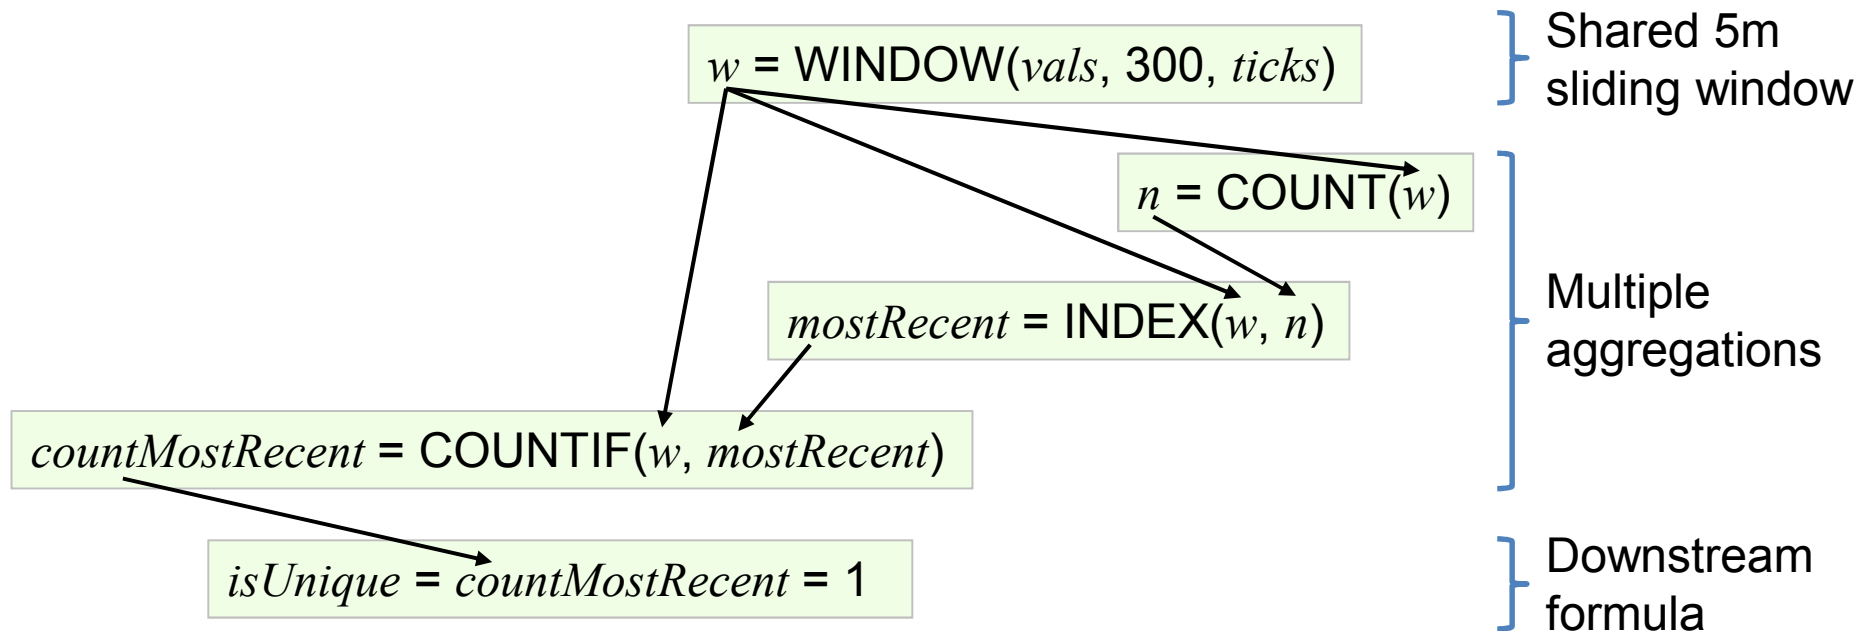 w = WINDOW(vals, 300, ticks)
Shared 5m
sliding window
n = COUNT(w)
mostRecent = INDEX(w, n)
countMostRecent = COUNTIF(w, mostRecent)
Multiple
aggregations
isUnique = countMostRecent = 1
Downstream
formula